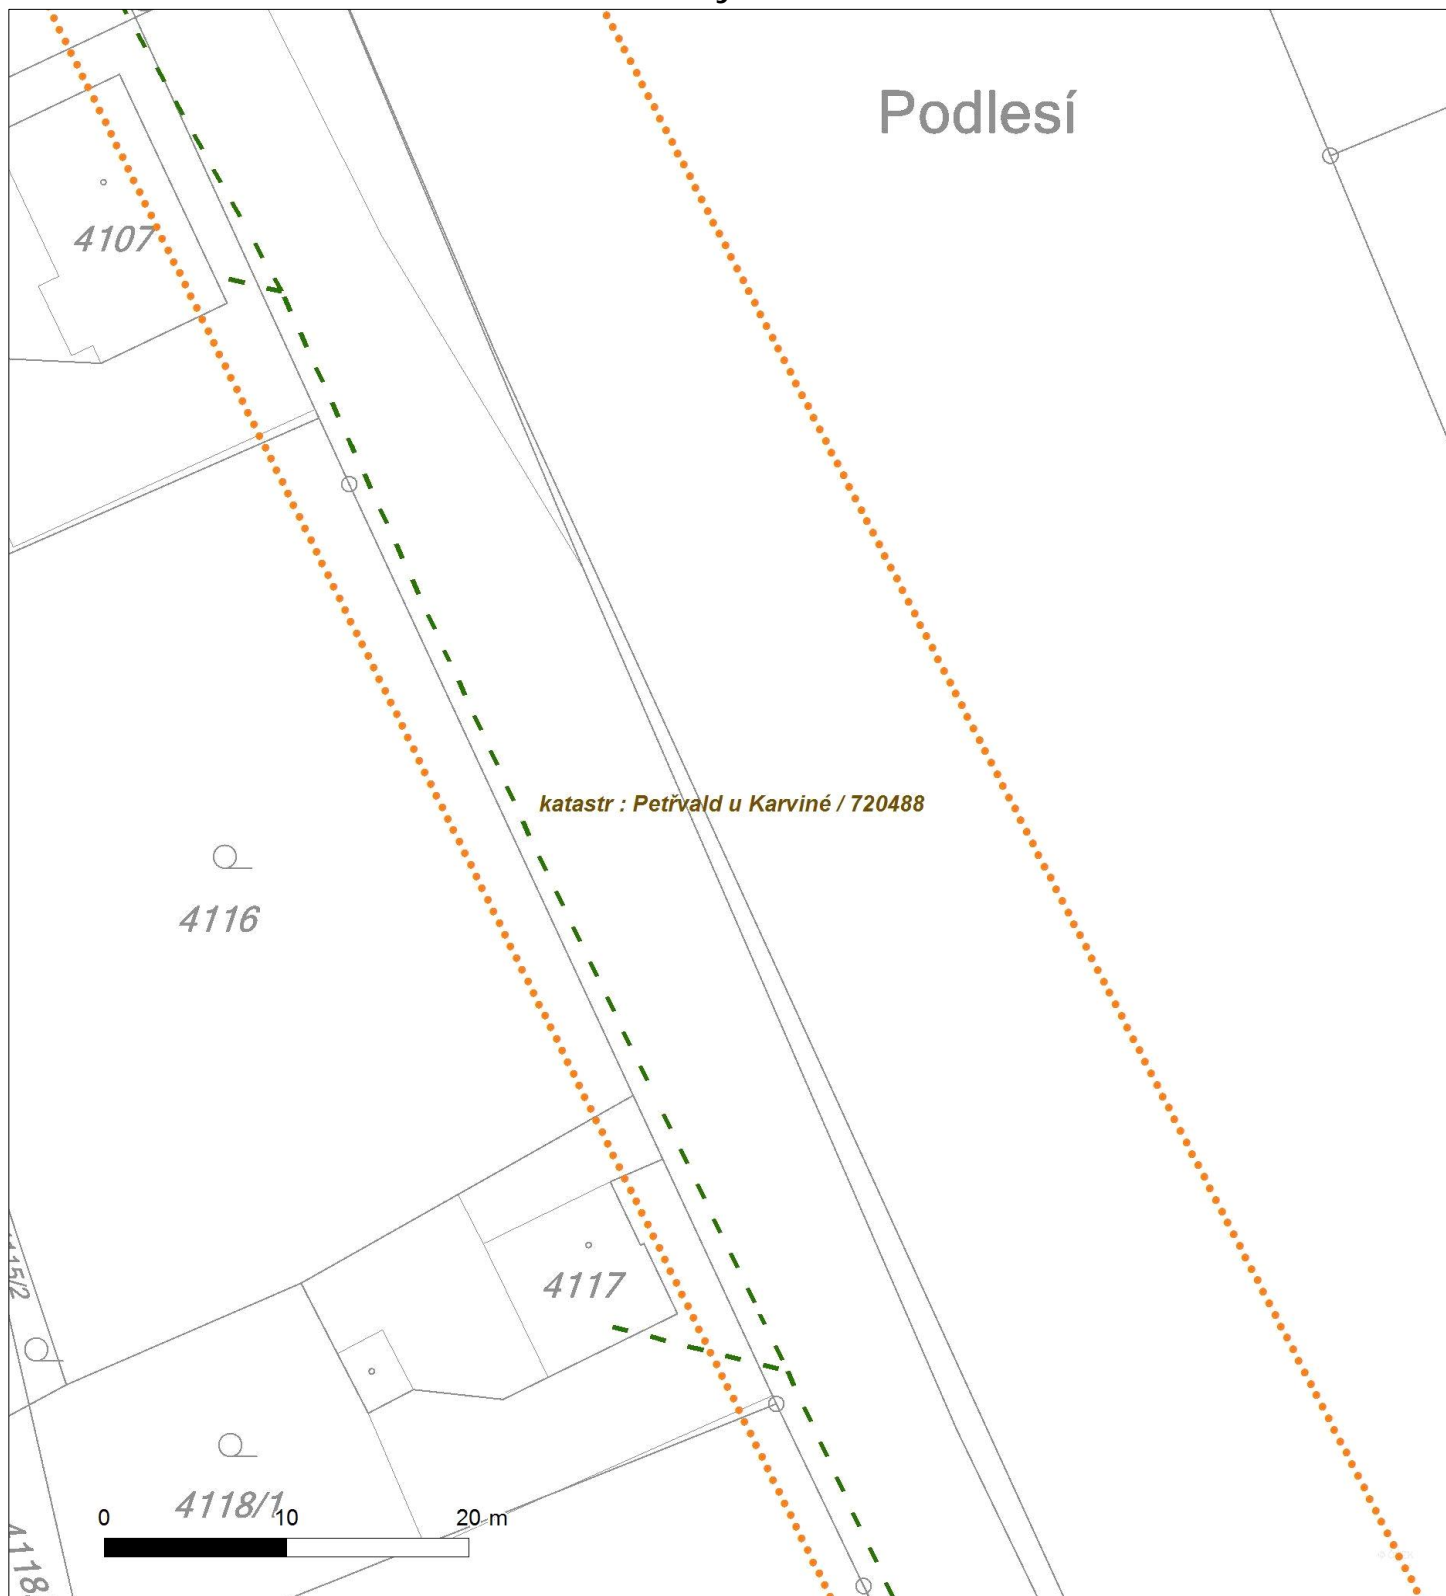 Podlesí
4107
katastr : Petřvald u Karviné / 720488
4116
4117
4118/1
0 10 20 m